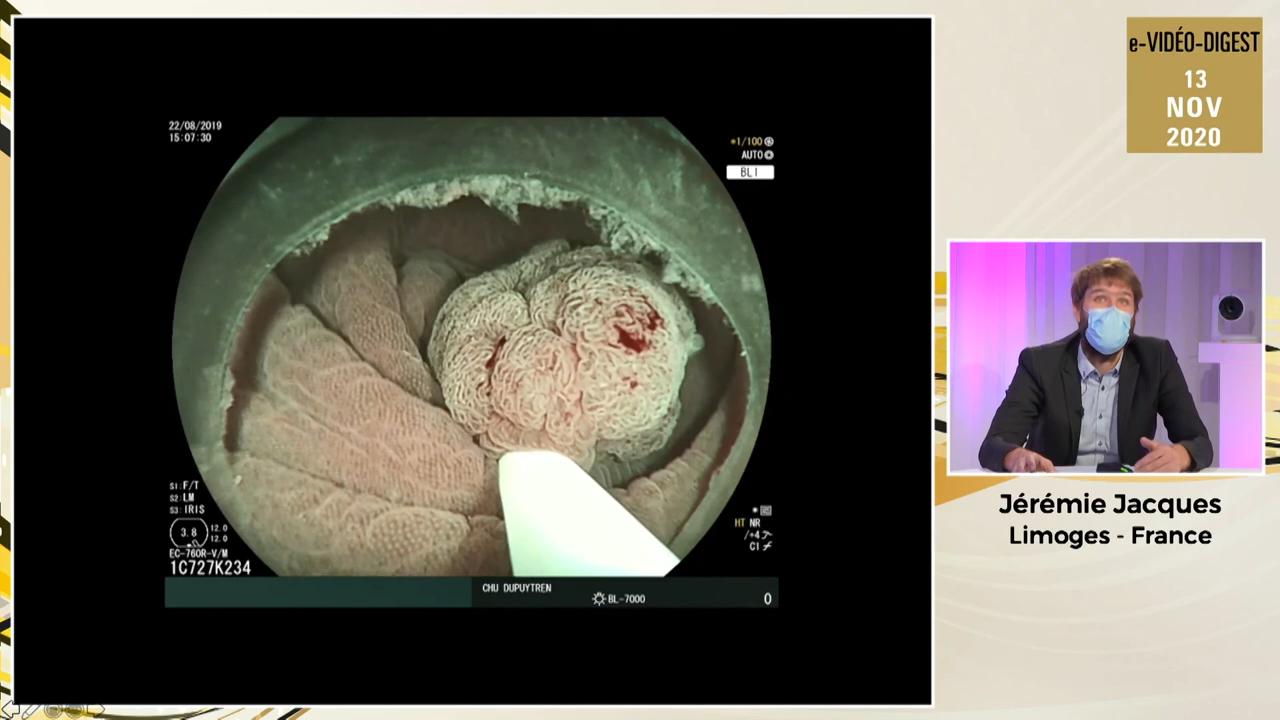 e-VIDÉO-DIGEST
13
NOV
2020
22/08/2019
15:07:30
+1/100
AUTO
BLI
S1:F/T
S2:LM
S3:IRIS
3.8
12.0
12.0
EC-760R-V/M
1C727K234
HT NR
/+4
C1
CHU DUPUYTREN
BL-7000
0
Jérémie Jacques
Limoges - France